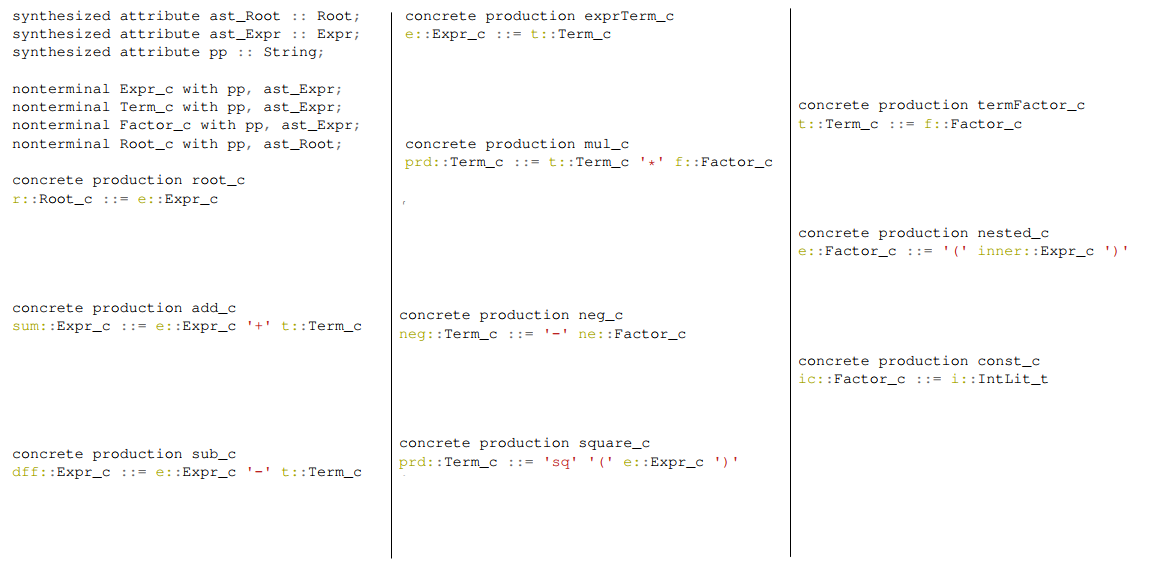 synthesized attribute ast_Root :: Root;
synthesized attribute ast_Expr :: Expr;
synthesized attribute pp :: String;
nonterminal Expr_c with pp, ast_Expr;
nonterminal Term_c with pp, ast_Expr;
nonterminal Factor_c with pp, ast_Expr;
nonterminal Root_c with pp, ast_Root;
concrete production root_c
r::Root_c ::= e::Expr_c
concrete production add_c
sum::Expr_c ::= e::Expr_c '+' t::Term_c
concrete production sub_c
dff::Expr_c ::= e::Expr_c '-' t::Term_c
concrete production exprTerm_c
e::Expr_c ::= t::Term_c
concrete production mul_c
prd::Term_c ::= t::Term_c '*' f::Factor_c
concrete production neg_c
neg::Term_c ::= '-' ne::Factor_c
concrete production square_c
prd::Term_c ::= 'sq' '(' e::Expr_c ')'
concrete production termFactor_c
t::Term_c ::= f::Factor_c
concrete production nested_c
e::Factor_c ::= '(' inner::Expr_c ')'
concrete production const_c
ic::Factor_c ::= i::IntLit_t